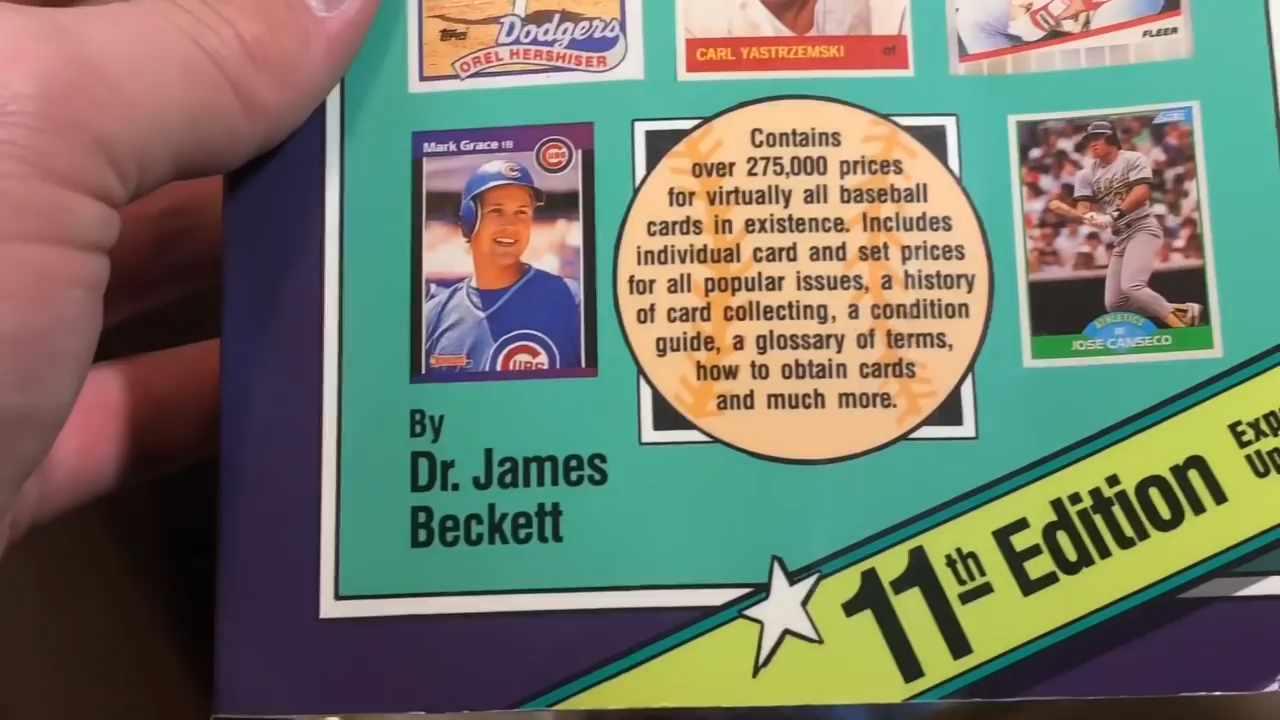 Topps
Dodgers
OREL HERSHISER
CARL YASTRZEMSKI of
FLEER
Mark Grace 1B
CUBS
Contains
over 275,000 prices
for virtually all baseball
cards in existence. Includes
individual card and set prices
for all popular issues, a history
of card collecting, a condition
guide, a glossary of terms,
how to obtain cards
and much more.
SCORE
ATHLETICS
RF
JOSE CANSECO
By
Dr. James
Beckett
11th Edition